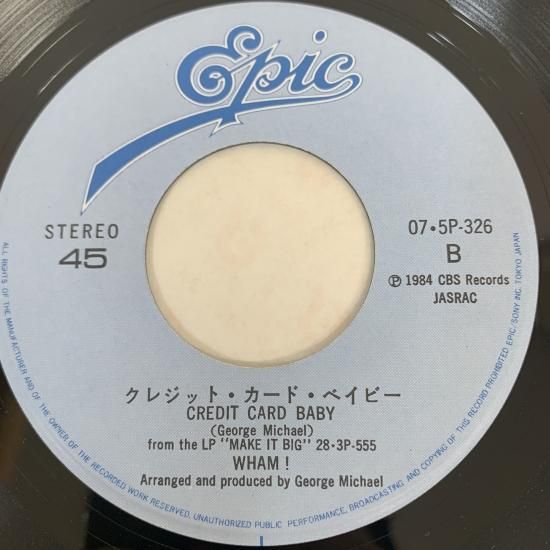 Epic
STEREO
45
07・5P-326
B
Ⓟ 1984 CBS Records
JASRAC
クレジット・カード・ベイビー
CREDIT CARD BABY
(George Michael)
from the LP "MAKE IT BIG" 28・3P-555
WHAM!
Arranged and produced by George Michael
ALL RIGHTS OF THE MANUFACTURER AND OF THE OWNER OF THE RECORDED WORK RESERVED. UNAUTHORIZED PUBLIC PERFORMANCE, BROADCASTING AND COPYING OF THIS RECORD PROHIBITED EPIC/SONY INC. TOKYO JAPAN